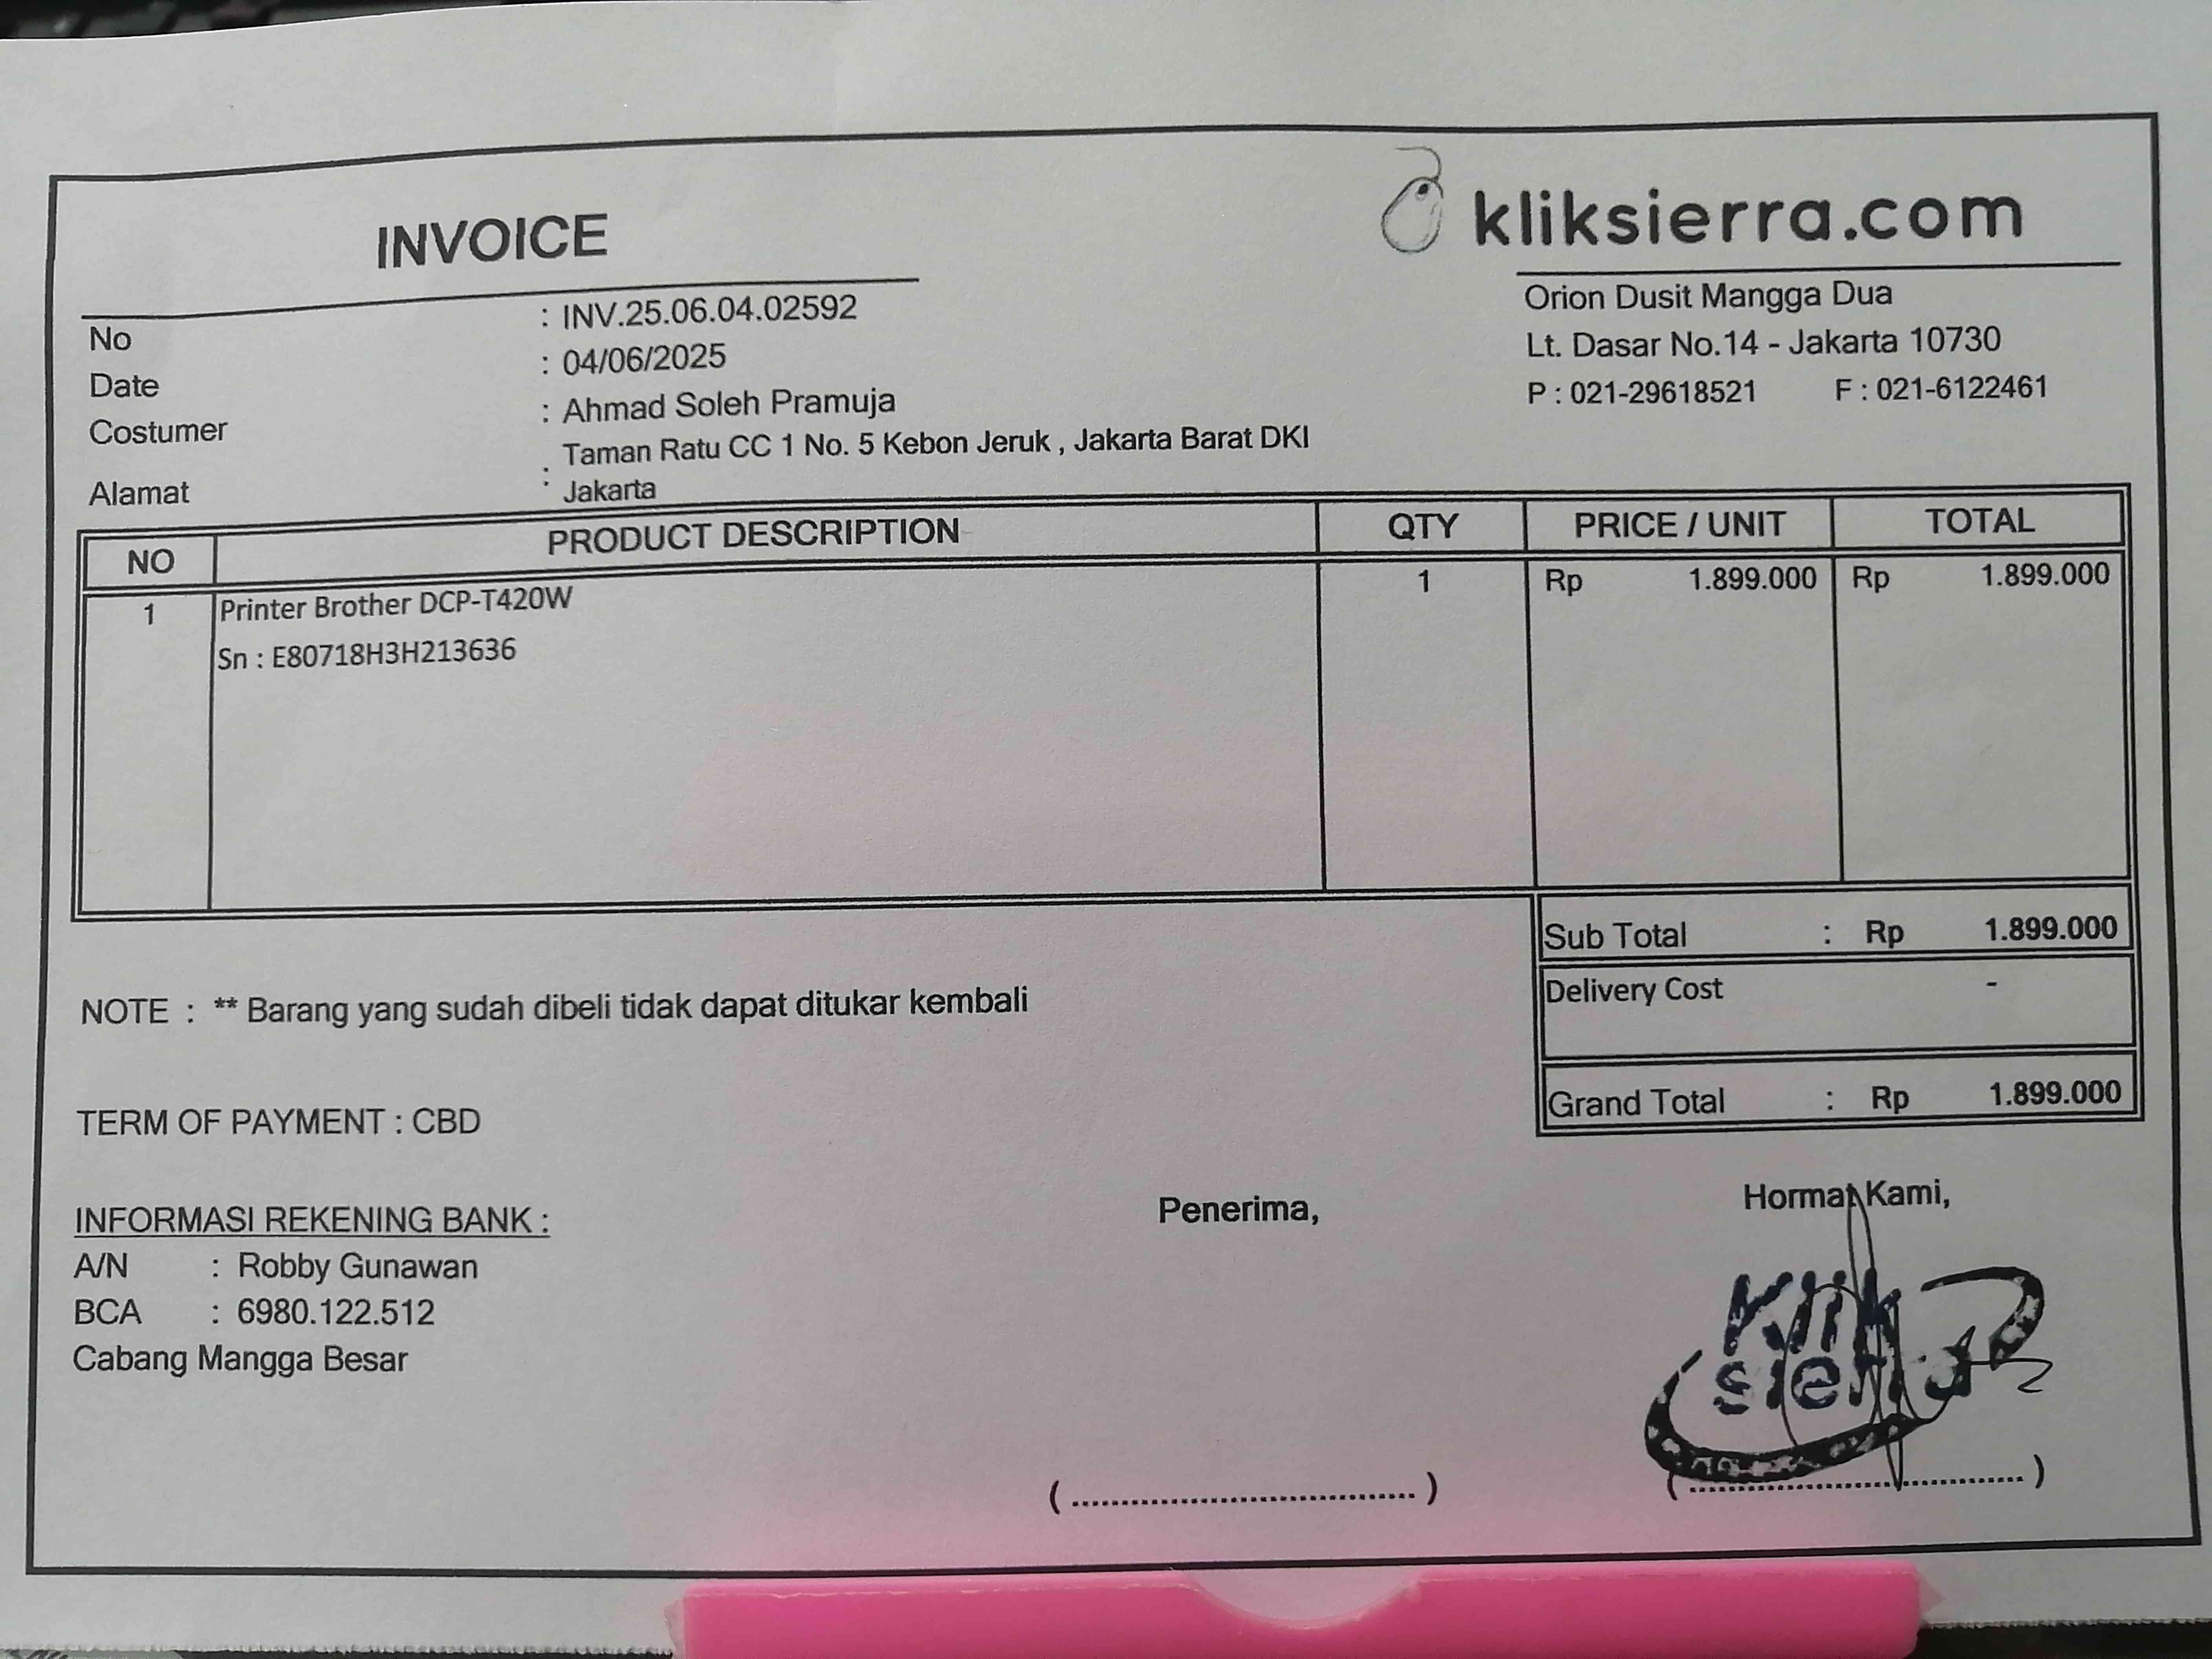 INVOICE
kliksierra.com
Orion Dusit Mangga Dua
Lt. Dasar No.14 - Jakarta 10730
P : 021-29618521 F : 021-6122461
No : INV.25.06.04.02592
Date : 04/06/2025
Costumer : Ahmad Soleh Pramuja
Alamat : Taman Ratu CC 1 No. 5 Kebon Jeruk , Jakarta Barat DKI
Jakarta
NO PRODUCT DESCRIPTION QTY PRICE / UNIT TOTAL
1 Printer Brother DCP-T420W 1 Rp 1.899.000 Rp 1.899.000
Sn : E80718H3H213636
Sub Total : Rp 1.899.000
Delivery Cost -
Grand Total : Rp 1.899.000
NOTE : ** Barang yang sudah dibeli tidak dapat ditukar kembali
TERM OF PAYMENT : CBD
INFORMASI REKENING BANK :
A/N : Robby Gunawan
BCA : 6980.122.512
Cabang Mangga Besar
Penerima,
(..................................)
Hormat Kami,
Klik
sierra
(..................................)